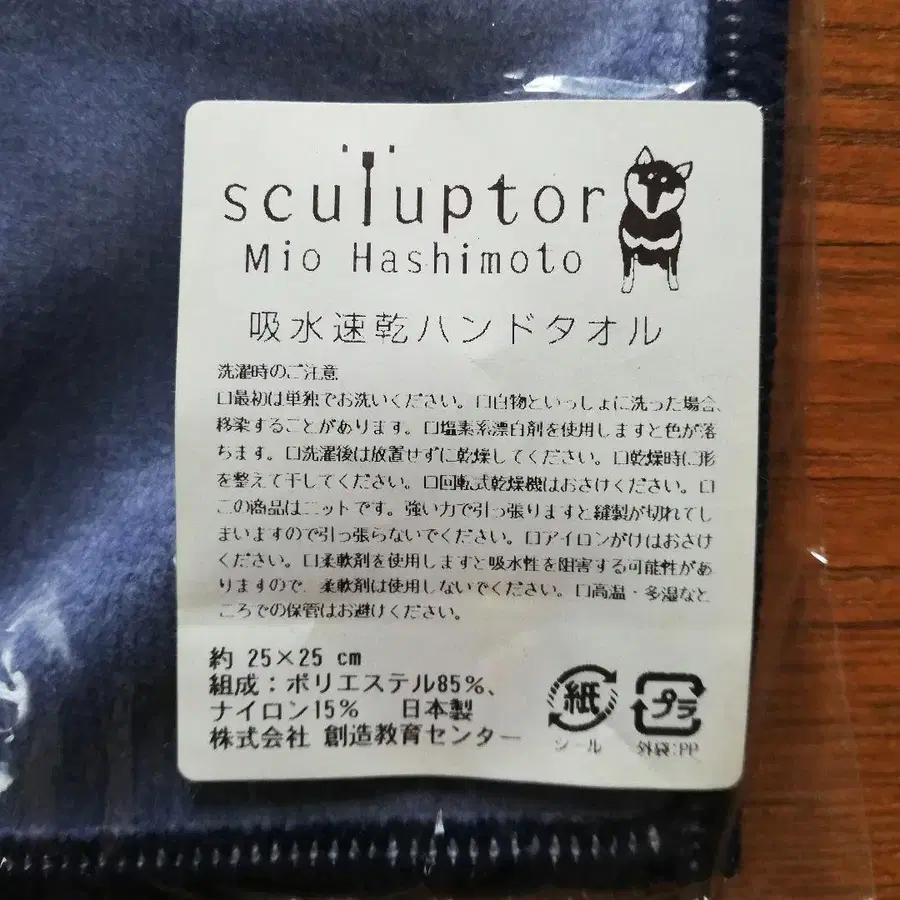 sculuptor
Mio Hashimoto
吸水速乾ハンドタオル
洗濯時のご注意
□最初は単独でお洗いください。□白物といっしょに洗った場合、
移染することがあります。□塩素系漂白剤を使用しますと色が落
ちます。□洗濯後は放置せずに乾燥してください。□乾燥時に形
を整えて干してください。□回転式乾燥機はおさけください。□
この商品はニットです。強い力で引っ張りますと縫製が切れてし
まいますので引っ張らないでください。□アイロンがけはおさけ
ください。□柔軟剤を使用しますと吸水性を阻害する可能性があ
りますので、柔軟剤は使用しないでください。□高温・多湿なと
ころでの保管はお避けください。
約 25×25 cm
組成：ポリエステル85%、
ナイロン15% 日本製
株式会社 創造教育センター
紙
シール
プラ
外袋:PP